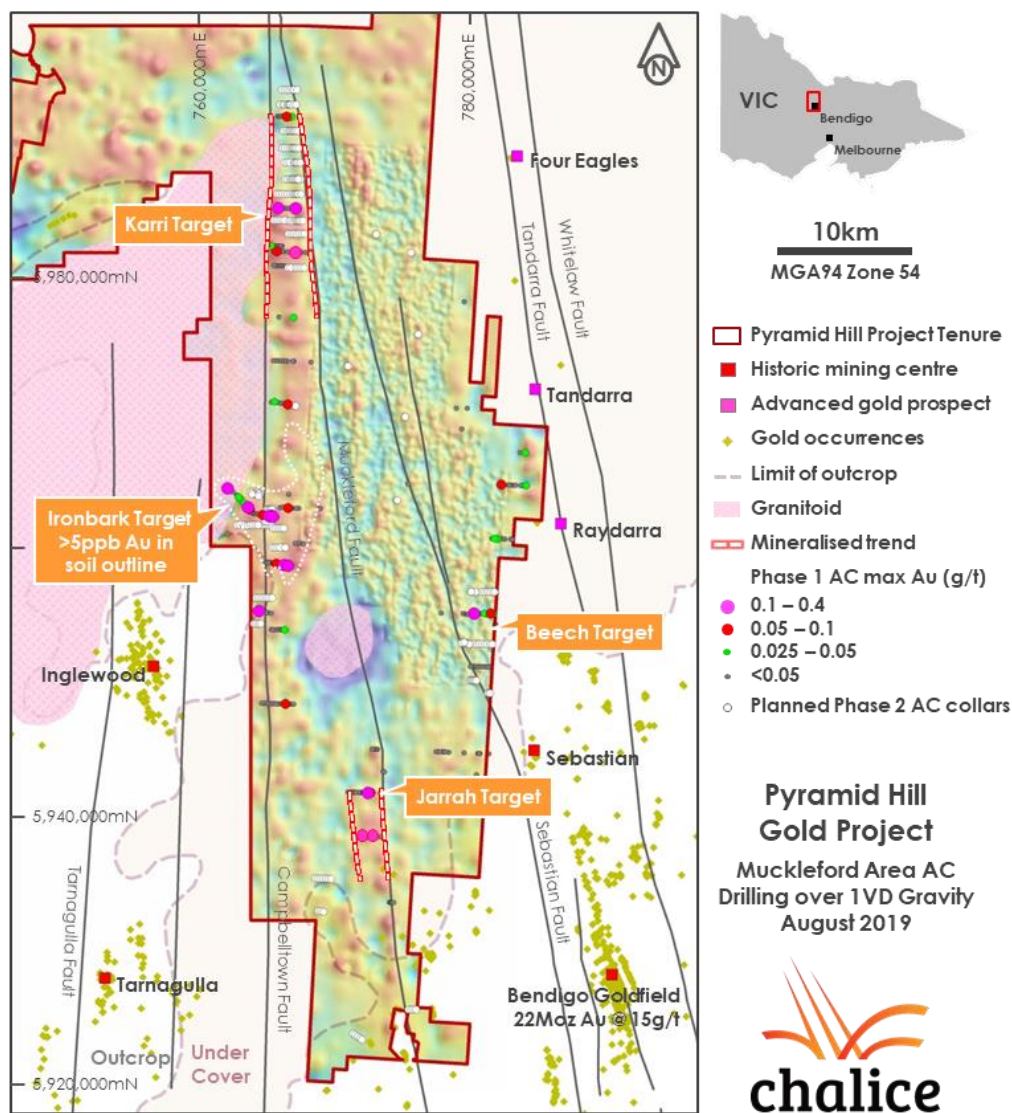 760,000mE
780,000mE
N
Four Eagles
Karri Target
Tandarra Fault
Whitelaw Fault
5,980,000mN
Tandarra
Muckleford Fault
Ironbark Target
>5ppb Au in
soil outline
Raydarra
Beech Target
Inglewood
Sebastian
Jarrah Target
5,940,000mN
Tarnagulla Fault
Campbelltown Fault
Sebastian Fault
Tarnagulla
Bendigo Goldfield
22Moz Au @ 15g/t
Outcrop
Under
Cover
5,920,000mN
VIC
Bendigo
Melbourne
10km
MGA94 Zone 54
Pyramid Hill Project Tenure
Historic mining centre
Advanced gold prospect
Gold occurrences
Limit of outcrop
Granitoid
Mineralised trend
Phase 1 AC max Au (g/t)
0.1 – 0.4
0.05 – 0.1
0.025 – 0.05
<0.05
Planned Phase 2 AC collars
Pyramid Hill
Gold Project
Muckleford Area AC
Drilling over 1VD Gravity
August 2019
chalice